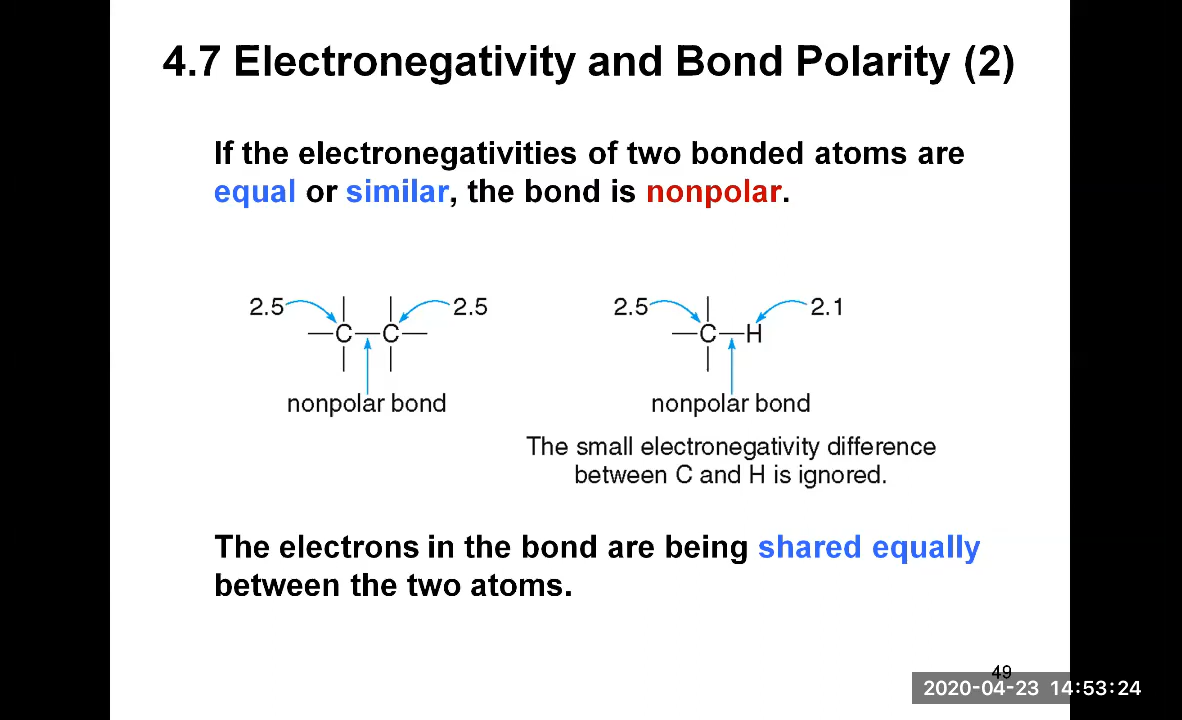 4.7 Electronegativity and Bond Polarity (2)
If the electronegativities of two bonded atoms are
equal or similar, the bond is nonpolar.
2.5 2.5
C C
nonpolar bond
2.5 2.1
C H
nonpolar bond
The small electronegativity difference
between C and H is ignored.
The electrons in the bond are being shared equally
between the two atoms.
49
2020-04-23 14:53:24